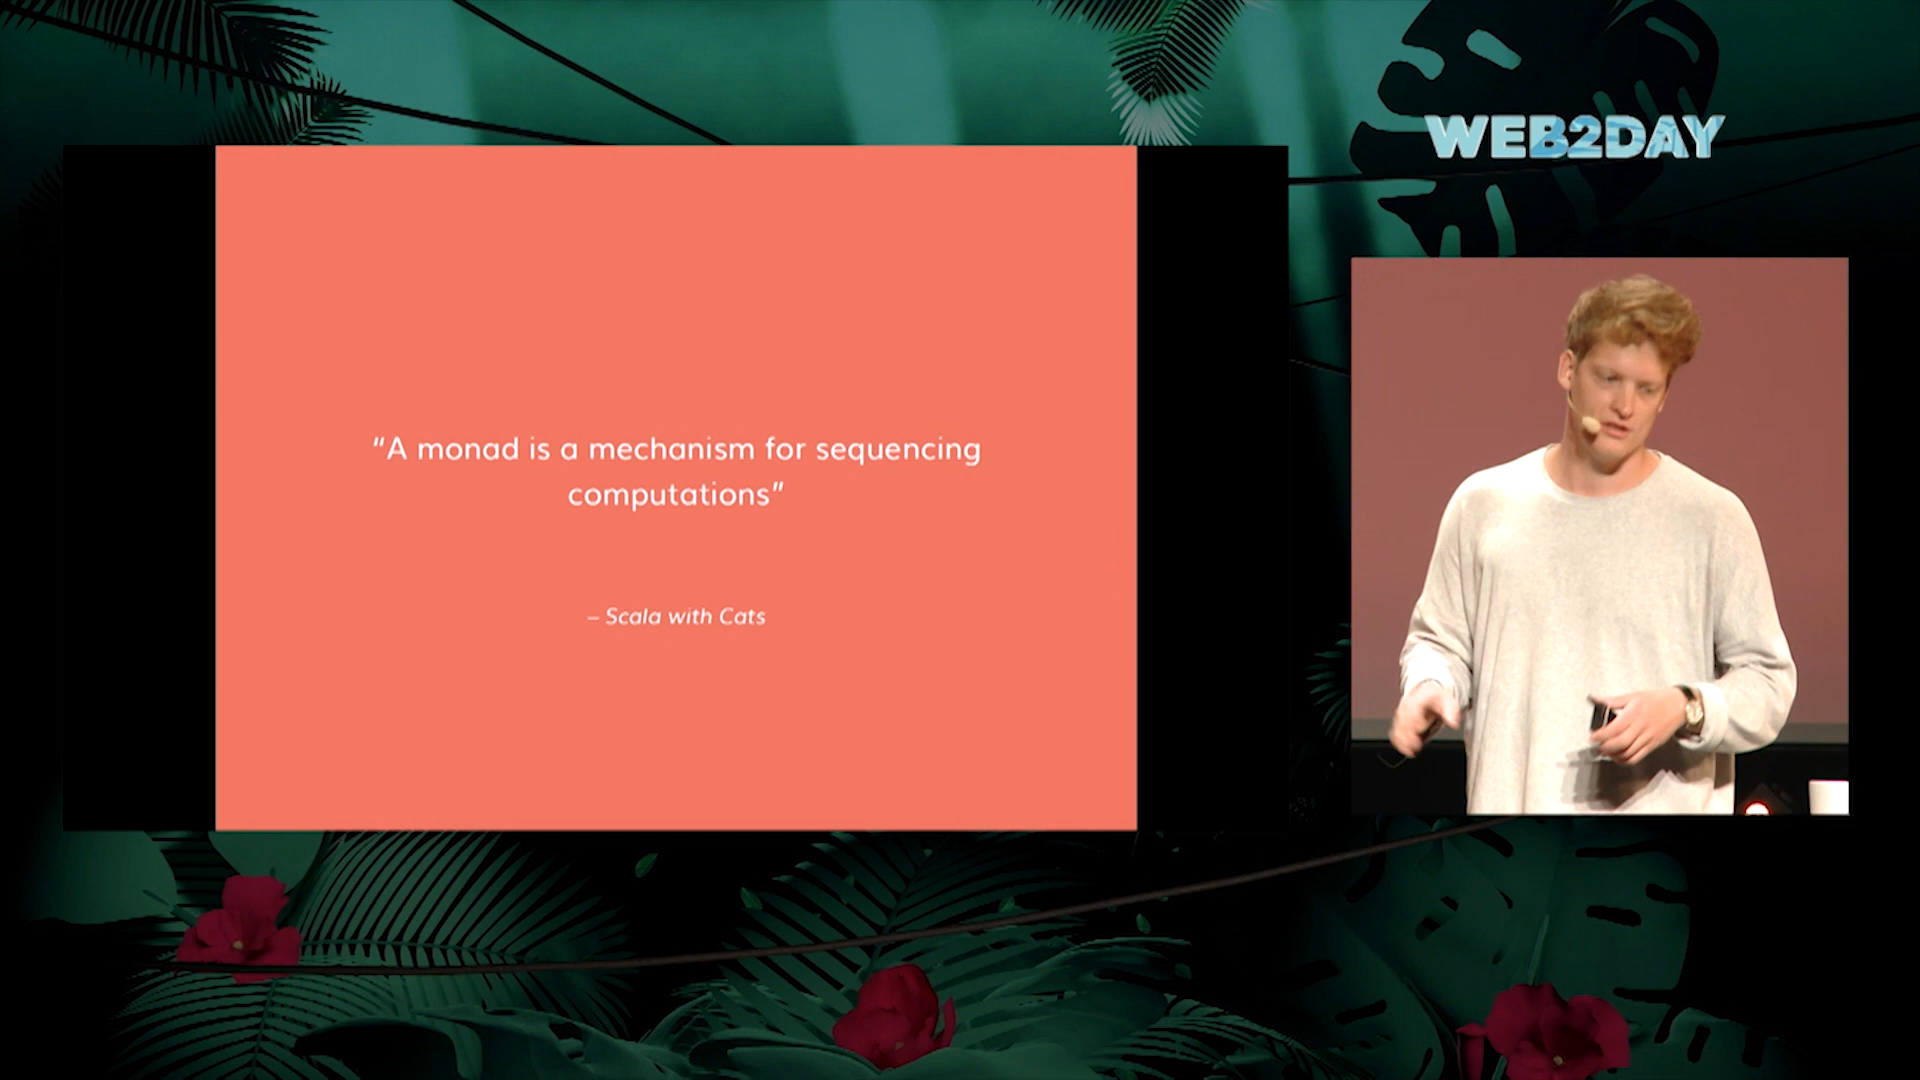 WEB2DAY
“A monad is a mechanism for sequencing
computations”
– Scala with Cats